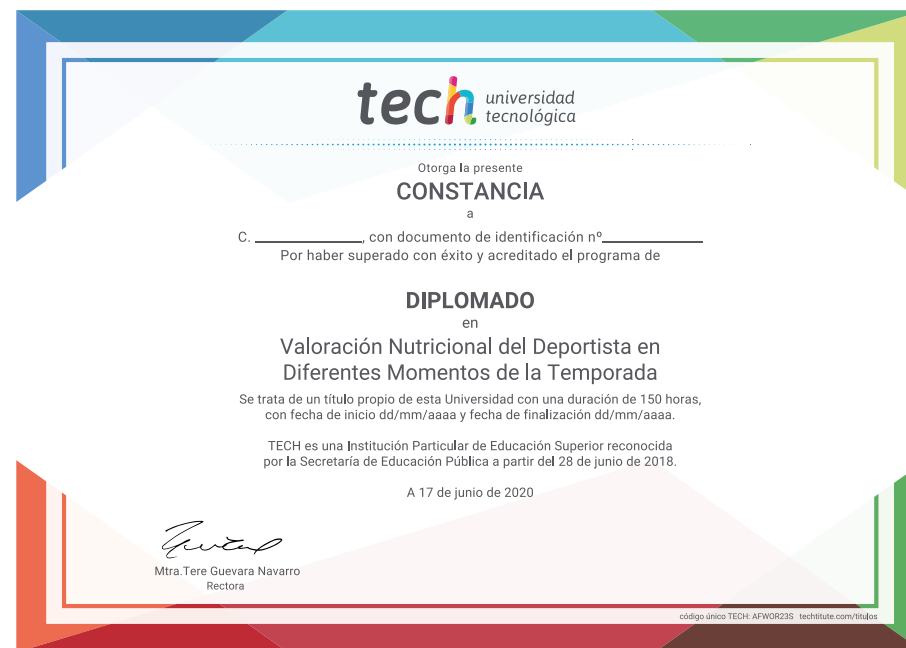 tech universidad
tecnológica
Otorga la presente
CONSTANCIA
a
C. ____________, con documento de identificación nº____________
Por haber superado con éxito y acreditado el programa de
DIPLOMADO
en
Valoración Nutricional del Deportista en
Diferentes Momentos de la Temporada
Se trata de un título propio de esta Universidad con una duración de 150 horas,
con fecha de inicio dd/mm/aaaa y fecha de finalización dd/mm/aaaa.
TECH es una Institución Particular de Educación Superior reconocida
por la Secretaría de Educación Pública a partir del 28 de junio de 2018.
A 17 de junio de 2020
Mtra.Tere Guevara Navarro
Rectora
código único TECH: AFWOR23S techtitute.com/titulos